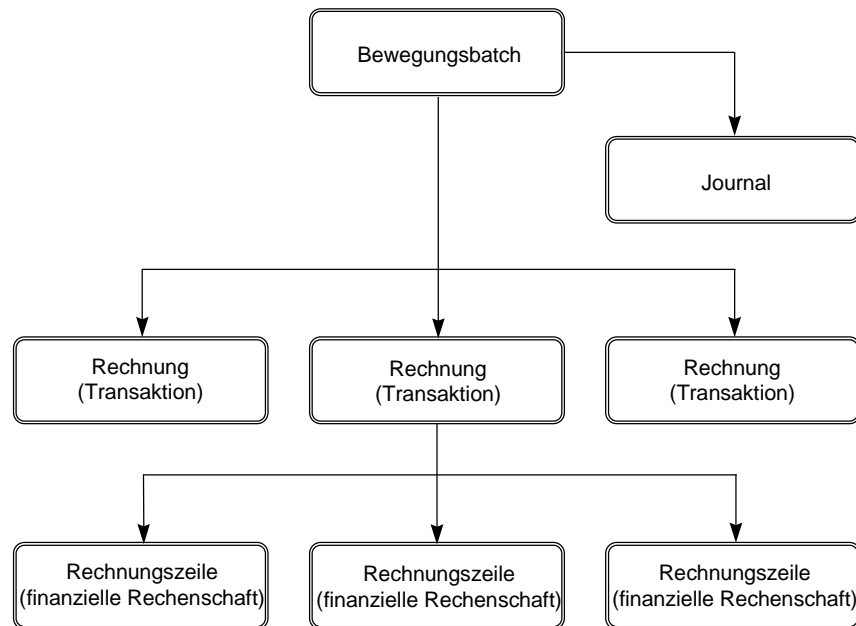 Bewegungsbatch
Journal
Rechnung
(Transaktion)
Rechnung
(Transaktion)
Rechnung
(Transaktion)
Rechnungszeile
(finanzielle Rechenschaft)
Rechnungszeile
(finanzielle Rechenschaft)
Rechnungszeile
(finanzielle Rechenschaft)